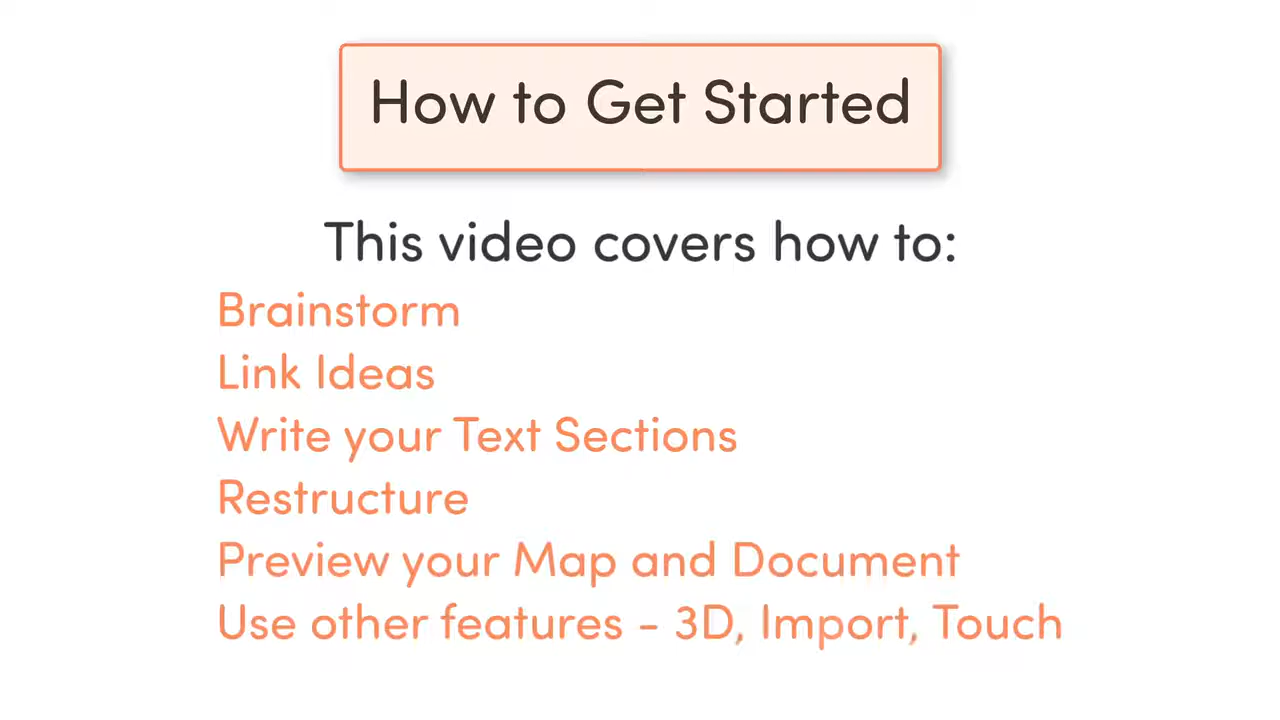 How to Get Started
This video covers how to:
Brainstorm
Link Ideas
Write your Text Sections
Restructure
Preview your Map and Document
Use other features - 3D, Import, Touch